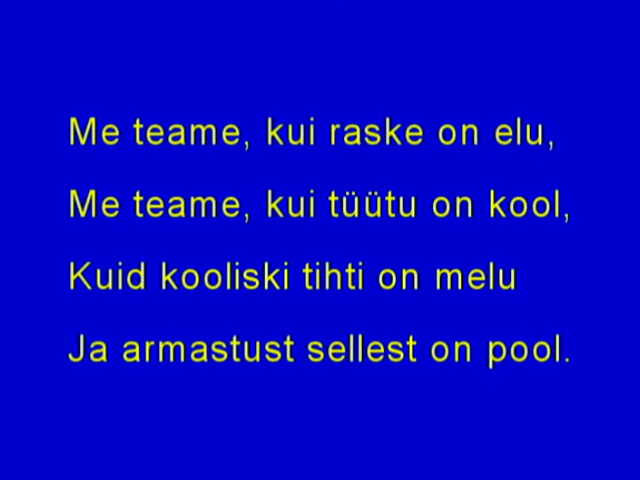 Me teame, kui raske on elu,
Me teame, kui tüütu on kool,
Kuid kooliski tihti on melu
Ja armastust sellest on pool.